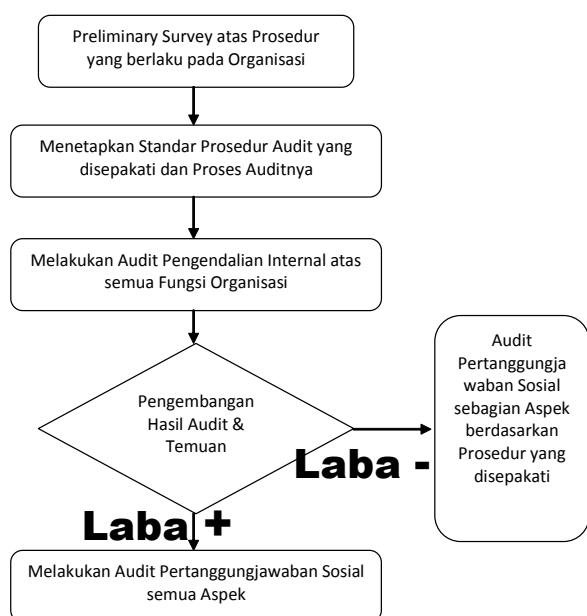 Preliminary Survey atas Prosedur
yang berlaku pada Organisasi
Menetapkan Standar Prosedur Audit yang
disepakati dan Proses Auditnya
Melakukan Audit Pengendalian Internal atas
semua Fungsi Organisasi
Pengembangan
Hasil Audit &
Temuan
Laba -
Audit
Pertanggungja
waban Sosial
sebagian Aspek
berdasarkan
Prosedur yang
disepakati
Laba +
Melakukan Audit Pertanggungjawaban Sosial
semua Aspek